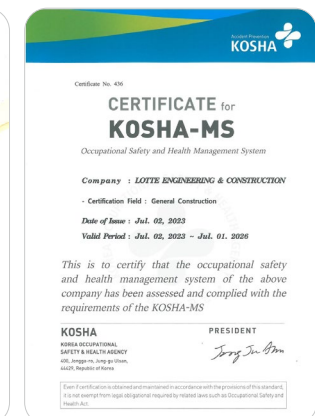 Accident Prevention
KOSHA
Certificate No. 430
CERTIFICATE for
KOSHA-MS
Occupational Safety and Health Management System
Company : LOTTE ENGINEERING & CONSTRUCTION
- Certification Field : General Construction
Date of Issue : Jul. 02, 2023
Valid Period : Jul. 02, 2023 ~ Jul. 01. 2026
This is to certify that the occupational safety
and health management system of the above
company has been assessed and complied with the
requirements of the KOSHA-MS
KOSHA
KOREA OCCUPATIONAL
SAFETY & HEALTH AGENCY
400, Jongga-ro, Jung-gu Ulsan,
44429, Republic of Korea
PRESIDENT
Even if certification is obtained and maintained in accordance with the provisions of this standard,
it is not exempt from legal obligations required by related laws such as Occupational Safety and
Health Act.